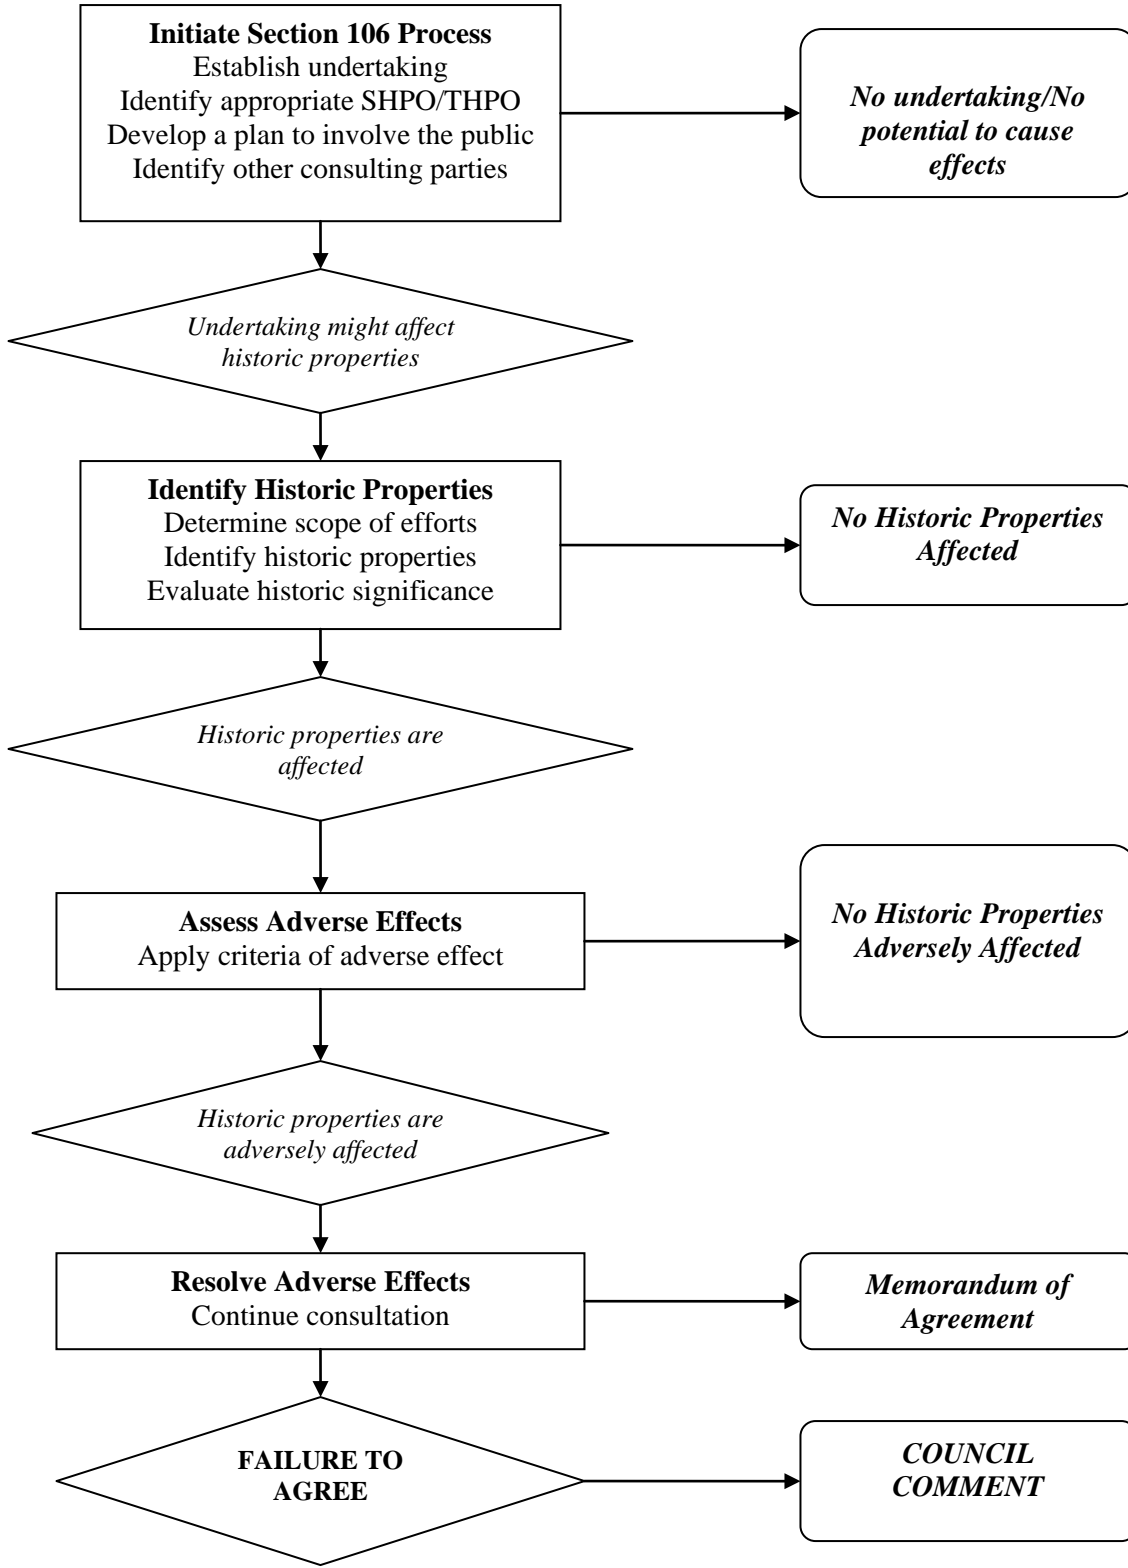 Initiate Section 106 Process
Establish undertaking
Identify appropriate SHPO/THPO
Develop a plan to involve the public
Identify other consulting parties
No undertaking/No
potential to cause
effects
Undertaking might affect
historic properties
Identify Historic Properties
Determine scope of efforts
Identify historic properties
Evaluate historic significance
No Historic Properties
Affected
Historic properties are
affected
Assess Adverse Effects
Apply criteria of adverse effect
No Historic Properties
Adversely Affected
Historic properties are
adversely affected
Resolve Adverse Effects
Continue consultation
Memorandum of
Agreement
FAILURE TO
AGREE
COUNCIL
COMMENT